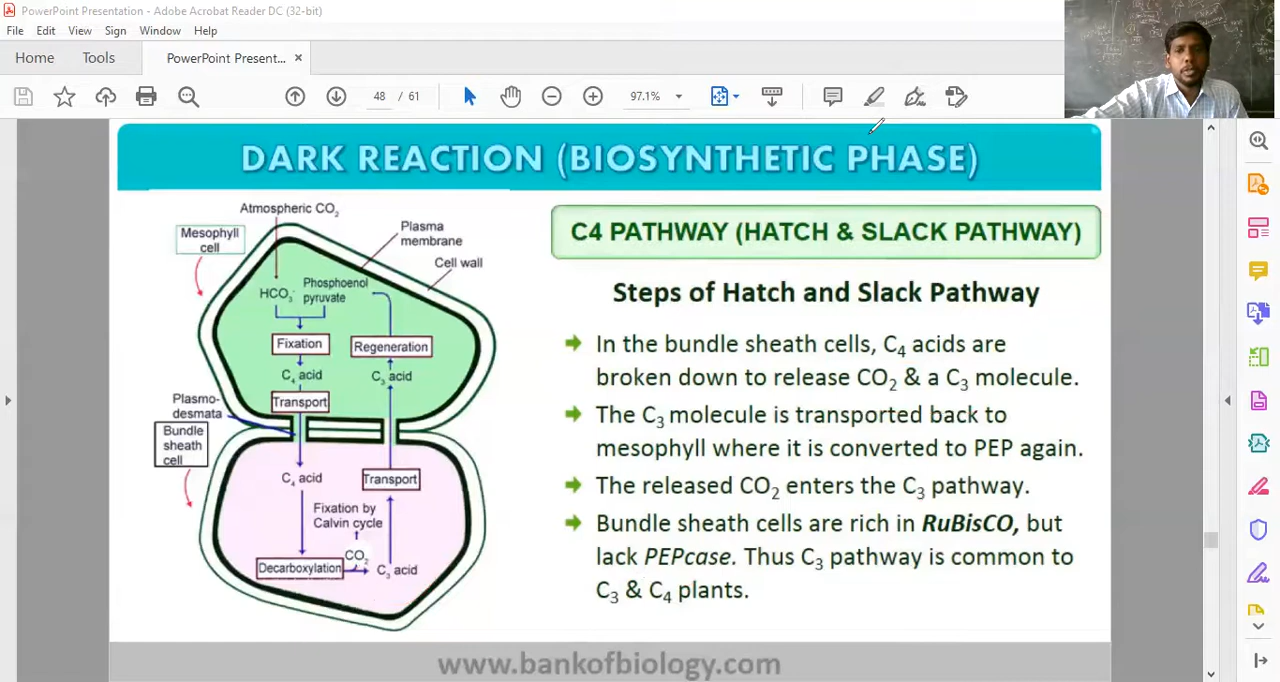 PowerPoint Presentation - Adobe Acrobat Reader DC (32-bit)
File Edit View Sign Window Help
Home Tools PowerPoint Present... ×
48 / 61 97.1%
DARK REACTION (BIOSYNTHETIC PHASE)
Atmospheric CO₂
Mesophyll
cell
Plasma
membrane
Cell wall
HCO₃⁻ Phosphoenol
pyruvate
Fixation
Regeneration
C₄ acid
C₃ acid
Transport
Plasmo-
desmata
Bundle
sheath
cell
C₄ acid
Transport
Fixation by
Calvin cycle
CO₂
Decarboxylation
C₃ acid
C4 PATHWAY (HATCH & SLACK PATHWAY)
Steps of Hatch and Slack Pathway
In the bundle sheath cells, C₄ acids are
broken down to release CO₂ & a C₃ molecule.
The C₃ molecule is transported back to
mesophyll where it is converted to PEP again.
The released CO₂ enters the C₃ pathway.
Bundle sheath cells are rich in RuBisCO, but
lack PEPcase. Thus C₃ pathway is common to
C₃ & C₄ plants.
www.bankofbiology.com